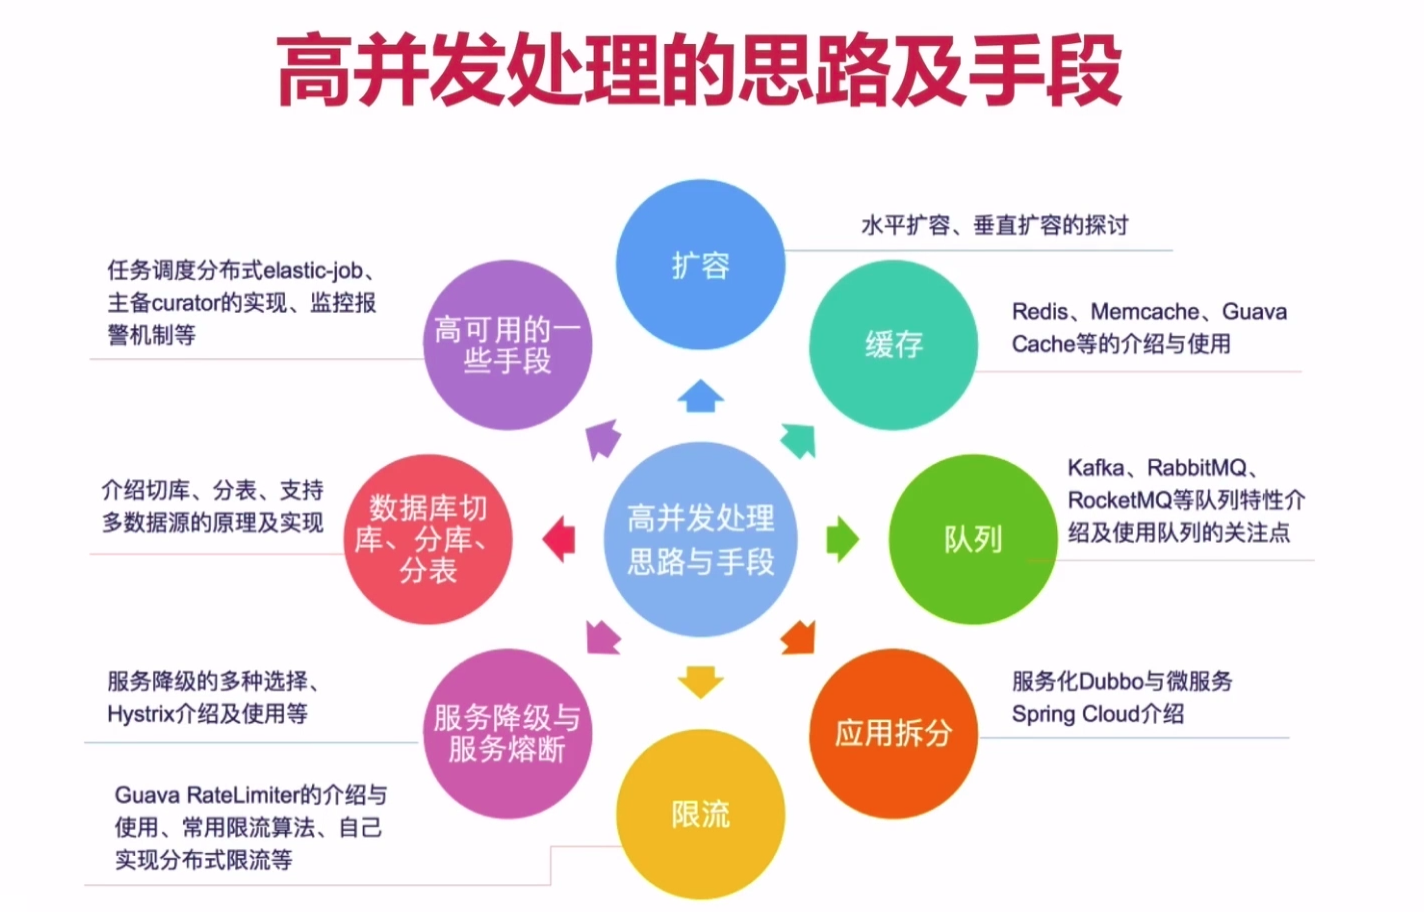 高并发处理的思路及手段
扩容
水平扩容、垂直扩容的探讨
缓存
Redis、Memcache、Guava
Cache等的介绍与使用
队列
Kafka、RabbitMQ、
RocketMQ等队列特性介
绍及使用队列的关注点
应用拆分
服务化Dubbo与微服务
Spring Cloud介绍
限流
Guava RateLimiter的介绍与
使用、常用限流算法、自己
实现分布式限流等
服务降级与
服务熔断
服务降级的多种选择、
Hystrix介绍及使用等
数据库切
库、分库、
分表
介绍切库、分表、支持
多数据源的原理及实现
高可用的一
些手段
任务调度分布式elastic-job、
主备curator的实现、监控报
警机制等
高并发处理
思路与手段